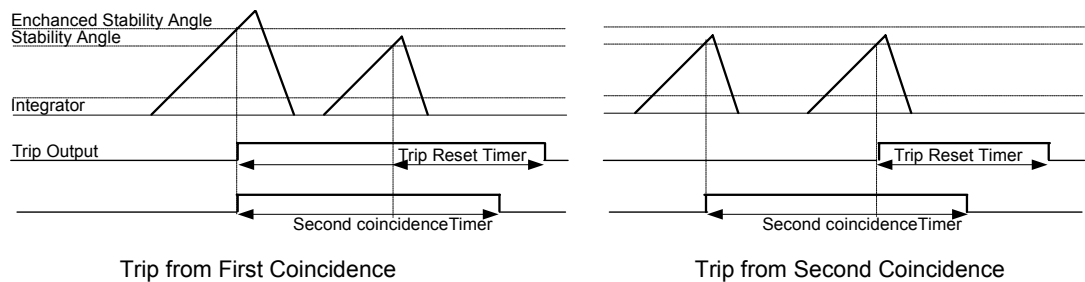 Enchanced Stability Angle
Stability Angle
Integrator
Trip Output
Trip Reset Timer
Second coincidenceTimer
Trip from First Coincidence
Trip Reset Timer
Second coincidenceTimer
Trip from Second Coincidence